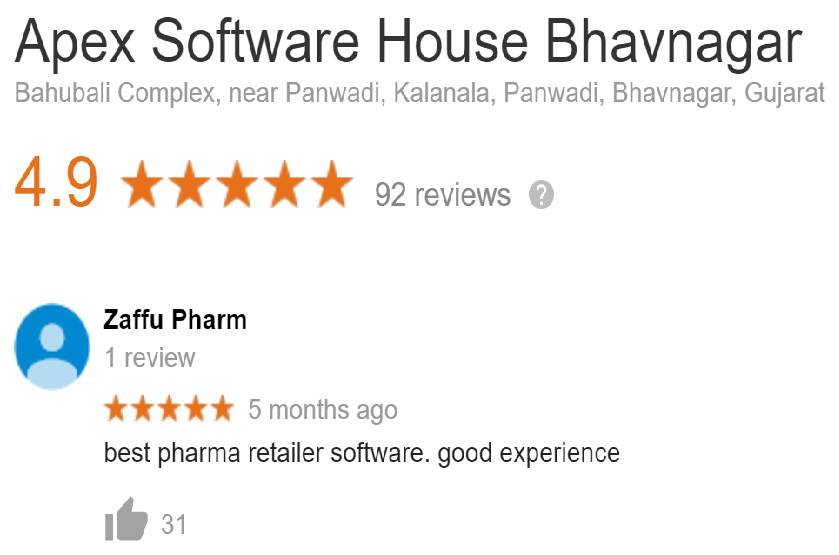 Apex Software House Bhavnagar
Bahubali Complex, near Panwadi, Kalanala, Panwadi, Bhavnagar, Gujarat
4.9 92 reviews ?
Zaffu Pharm
1 review
5 months ago
best pharma retailer software. good experience
31